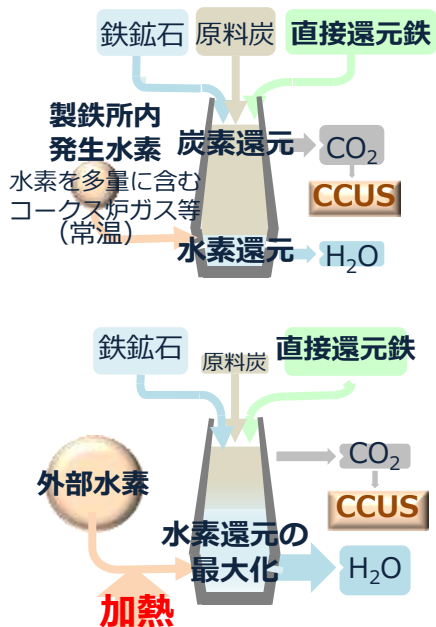 鉄鉱石
原料炭
直接還元鉄
製鉄所内
発生水素
水素を多量に含む
コークス炉ガス等
（常温）
炭素還元
CO2
CCUS
水素還元
H2O
鉄鉱石
原料炭
直接還元鉄
外部水素
CO2
CCUS
水素還元の
最大化
H2O
加熱